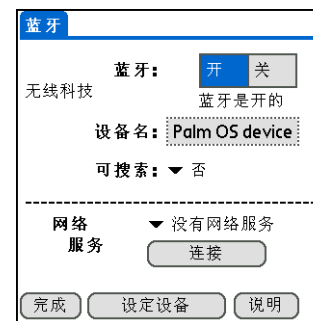 蓝牙
蓝牙： 开 关
无线科技 蓝牙是开的
设备名： Palm OS device
可搜索： 否
网络 没有网络服务
服务 连接
完成 设定设备 说明